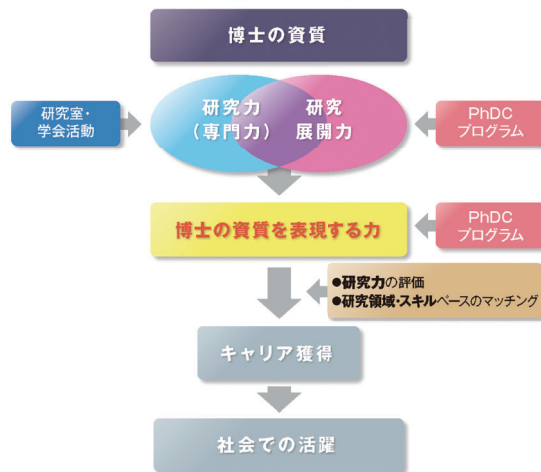 博士の資質
研究室・
学会活動
研究力
(専門力)
研究
展開力
PhDC
プログラム
博士の資質を表現する力
PhDC
プログラム
●研究力の評価
●研究領域・スキルベースのマッチング
キャリア獲得
社会での活躍